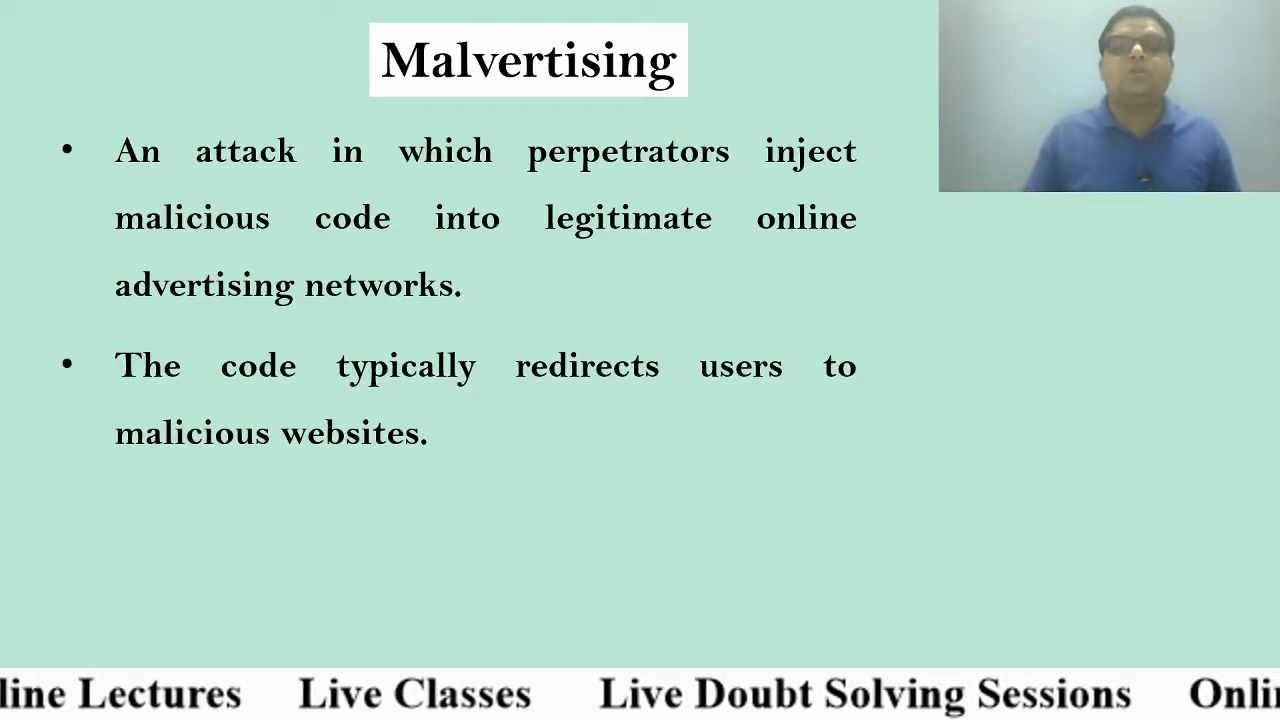 Malvertising
• An attack in which perpetrators inject
malicious code into legitimate online
advertising networks.
• The code typically redirects users to
malicious websites.
line Lectures Live Classes Live Doubt Solving Sessions Onlin